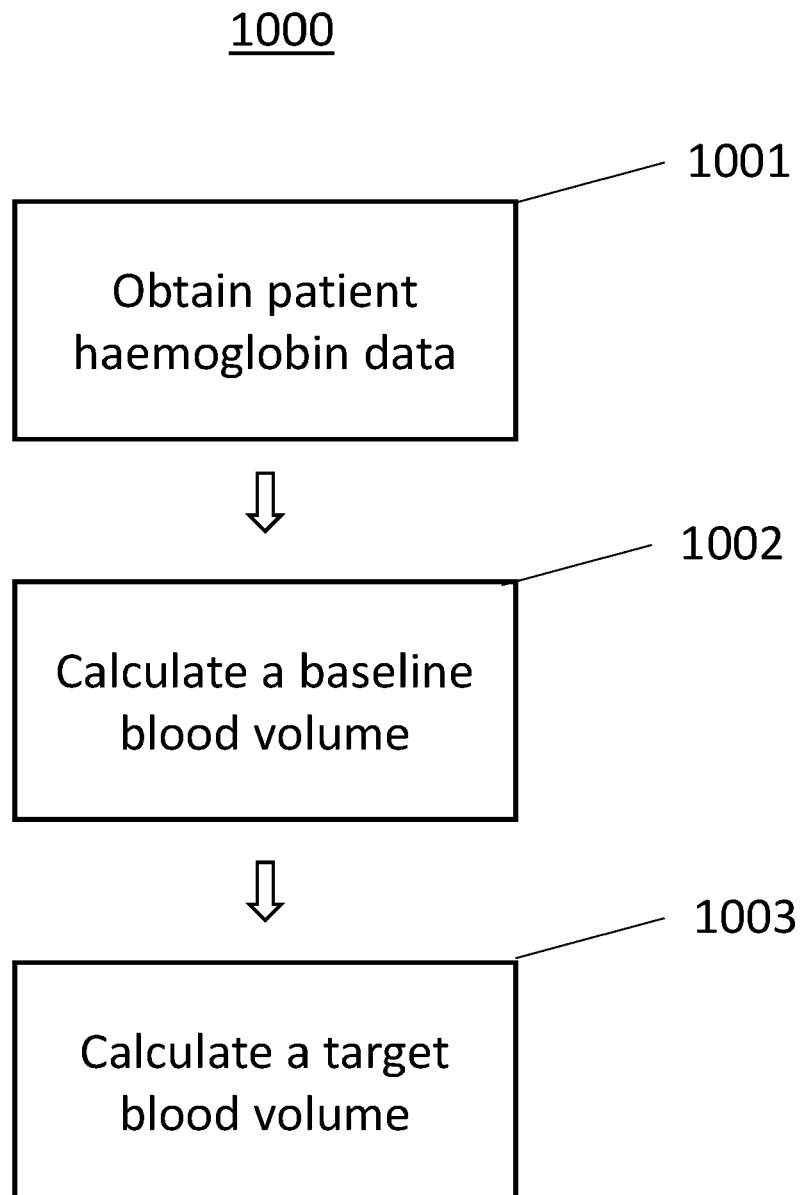 1000
1001
Obtain patient
haemoglobin data
1002
Calculate a baseline
blood volume
1003
Calculate a target
blood volume